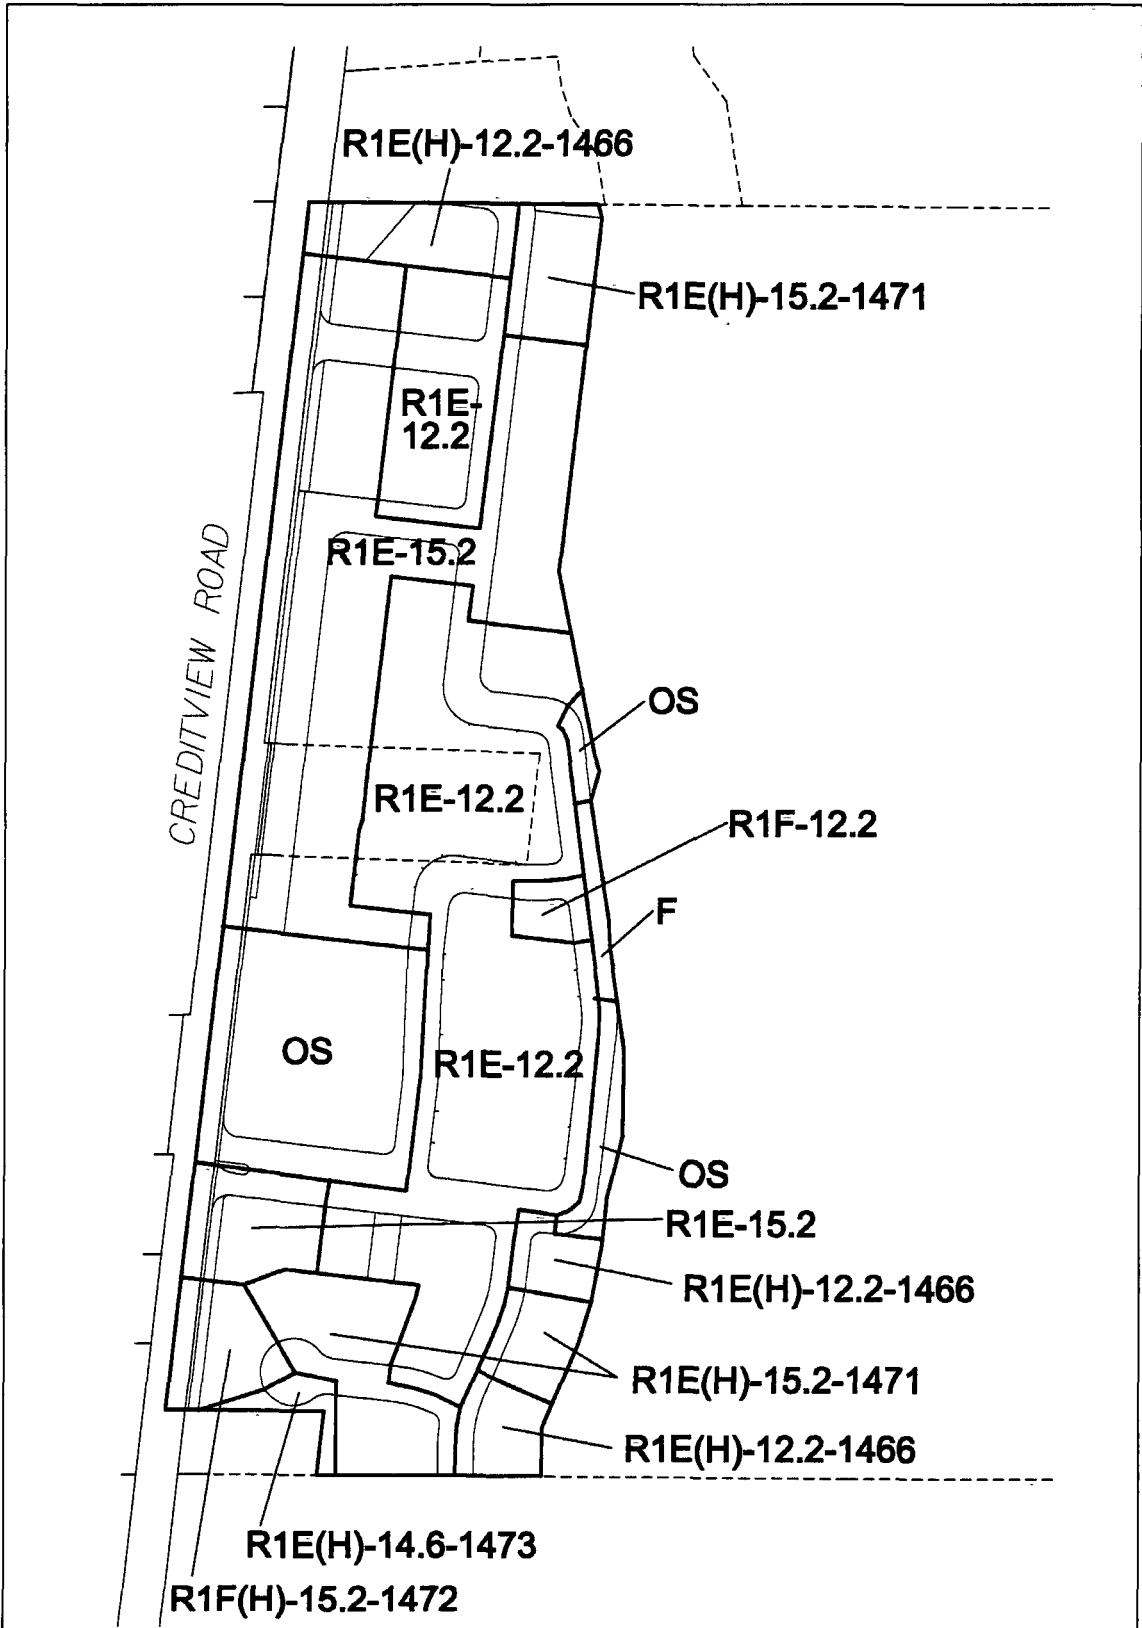 R1E(H)-12.2-1466
R1E(H)-15.2-1471
R1E-
12.2
R1E-15.2
CREDITVIEW ROAD
OS
R1E-12.2
R1F-12.2
F
OS
R1E-12.2
OS
R1E-15.2
R1E(H)-12.2-1466
R1E(H)-15.2-1471
R1E(H)-12.2-1466
R1E(H)-14.6-1473
R1F(H)-15.2-1472